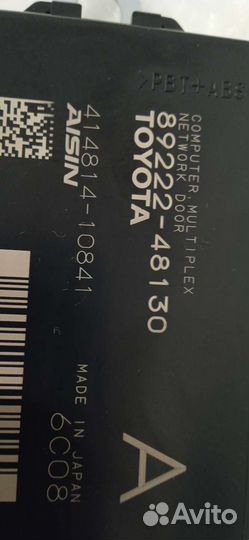 >PBT+ABS
COMPUTER, MULTIPLEX
NETWORK DOOR
89222-48130
TOYOTA
414814-10841
AISIN
MADE IN JAPAN
6C08
A
Avito